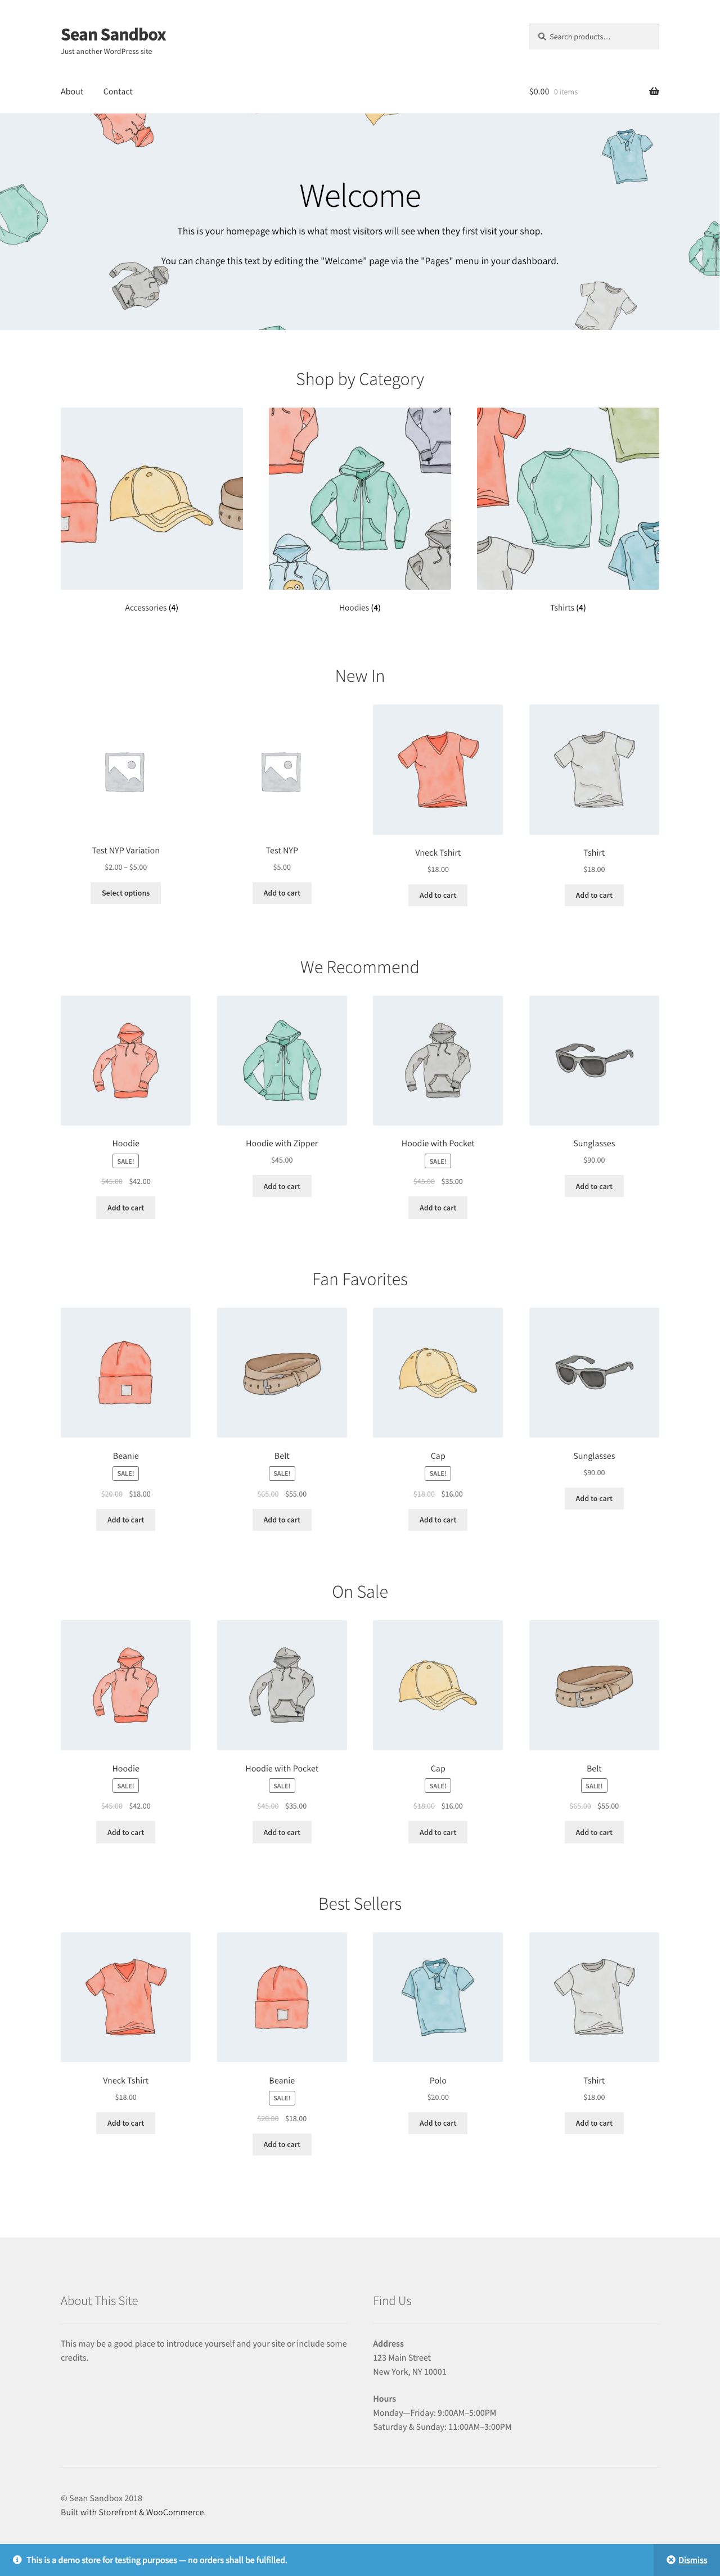 Sean Sandbox
Just another WordPress site
Search products...
About Contact
$0.00 0 items
Welcome
This is your homepage which is what most visitors will see when they first visit your shop.
You can change this text by editing the "Welcome" page via the "Pages" menu in your dashboard.
Shop by Category
Accessories (4)
Hoodies (4)
Tshirts (4)
New In
Test NYP Variation
$2.00 – $5.00
Select options
Test NYP
$5.00
Add to cart
Vneck Tshirt
$18.00
Add to cart
Tshirt
$18.00
Add to cart
We Recommend
Hoodie
SALE!
$45.00 $42.00
Add to cart
Hoodie with Zipper
$45.00
Add to cart
Hoodie with Pocket
SALE!
$45.00 $35.00
Add to cart
Sunglasses
$90.00
Add to cart
Fan Favorites
Beanie
SALE!
$20.00 $18.00
Add to cart
Belt
SALE!
$65.00 $55.00
Add to cart
Cap
SALE!
$18.00 $16.00
Add to cart
Sunglasses
$90.00
Add to cart
On Sale
Hoodie
SALE!
$45.00 $42.00
Add to cart
Hoodie with Pocket
SALE!
$45.00 $35.00
Add to cart
Cap
SALE!
$18.00 $16.00
Add to cart
Belt
SALE!
$65.00 $55.00
Add to cart
Best Sellers
Vneck Tshirt
$18.00
Add to cart
Beanie
SALE!
$20.00 $18.00
Add to cart
Polo
$20.00
Add to cart
Tshirt
$18.00
Add to cart
About This Site
This may be a good place to introduce yourself and your site or include some
credits.
Find Us
Address
123 Main Street
New York, NY 10001
Hours
Monday—Friday: 9:00AM–5:00PM
Saturday & Sunday: 11:00AM–3:00PM
© Sean Sandbox 2018
Built with Storefront & WooCommerce.
This is a demo store for testing purposes — no orders shall be fulfilled.
Dismiss